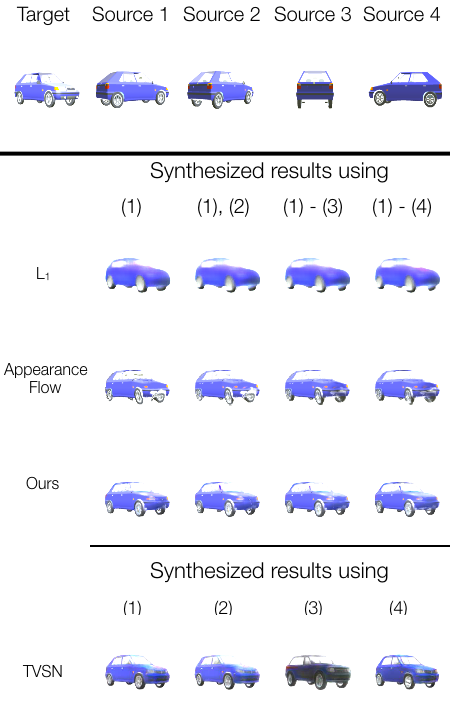 Target Source 1 Source 2 Source 3 Source 4
Synthesized results using
(1) (1), (2) (1) - (3) (1) - (4)
L₁
Appearance
Flow
Ours
Synthesized results using
(1) (2) (3) (4)
TVSN